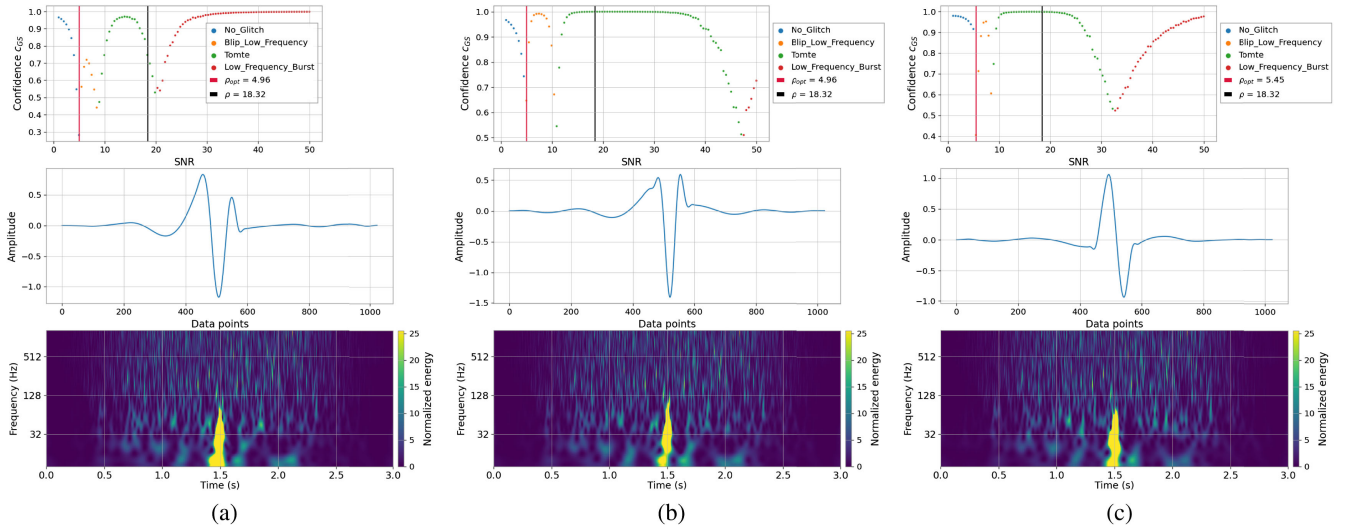 1.0
0.9
0.8
0.7
0.6
0.5
0.4
0.3
Confidence c_GS
No_Glitch
Blip_Low_Frequency
Tomte
Low_Frequency_Burst
ρ_opt = 4.96
ρ = 18.32
0 10 20 30 40 50
SNR
0.5
0.0
−0.5
−1.0
Amplitude
0 200 400 600 800 1000
Data points
512
128
32
Frequency (Hz)
0.0 0.5 1.0 1.5 2.0 2.5 3.0
Time (s)
25
20
15
10
5
0
Normalized energy
(a)
1.0
0.9
0.8
0.7
0.6
0.5
Confidence c_GS
No_Glitch
Blip_Low_Frequency
Tomte
Low_Frequency_Burst
ρ_opt = 4.96
ρ = 18.32
0 10 20 30 40 50
SNR
0.5
0.0
−0.5
−1.0
−1.5
Amplitude
0 200 400 600 800 1000
Data points
512
128
32
Frequency (Hz)
0.0 0.5 1.0 1.5 2.0 2.5 3.0
Time (s)
25
20
15
10
5
0
Normalized energy
(b)
1.0
0.9
0.8
0.7
0.6
0.5
0.4
Confidence c_GS
No_Glitch
Blip_Low_Frequency
Tomte
Low_Frequency_Burst
ρ_opt = 5.45
ρ = 18.32
0 10 20 30 40 50
SNR
1.0
0.5
0.0
−0.5
−1.0
Amplitude
0 200 400 600 800 1000
Data points
512
128
32
Frequency (Hz)
0.0 0.5 1.0 1.5 2.0 2.5 3.0
Time (s)
25
20
15
10
5
0
Normalized energy
(c)